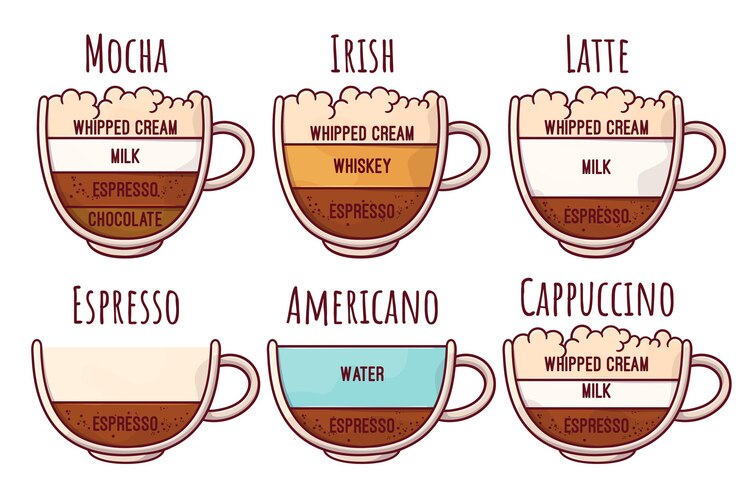 Mocha
WHIPPED CREAM
MILK
ESPRESSO
CHOCOLATE
Irish
WHIPPED CREAM
WHISKEY
ESPRESSO
Latte
WHIPPED CREAM
MILK
ESPRESSO
Espresso
ESPRESSO
Americano
WATER
ESPRESSO
Cappuccino
WHIPPED CREAM
MILK
ESPRESSO